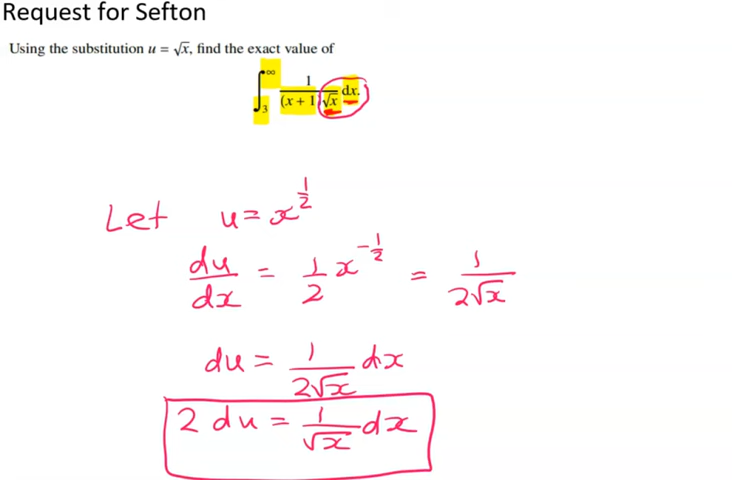 Request for Sefton
Using the substitution u = √x, find the exact value of
∫₃^∞ 1/((x + 1)√x) dx.
Let u = x^(1/2)
du/dx = 1/2 x^(-1/2) = 1/(2√x)
du = 1/(2√x) dx
2 du = 1/√x dx